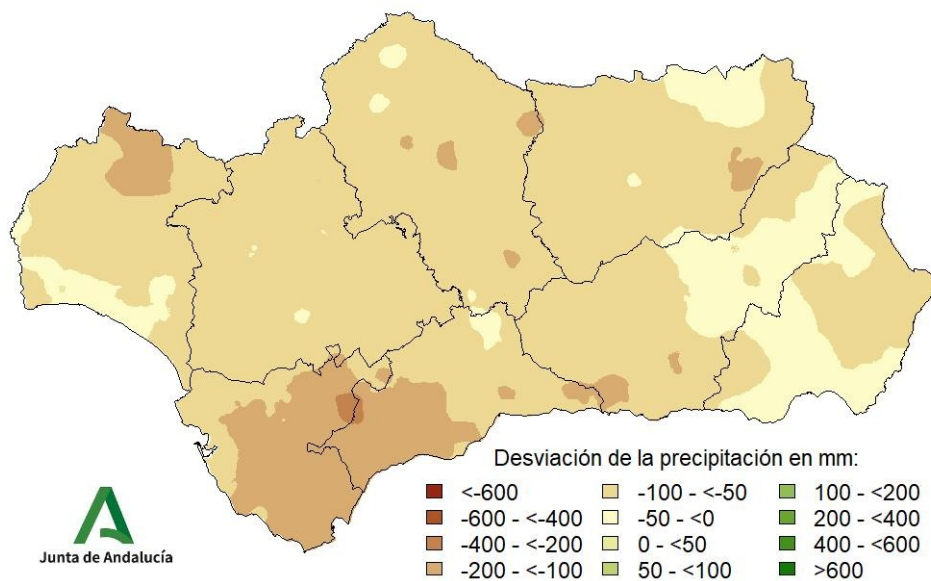 Desviación de la precipitación en mm:
<-600
-600 - <-400
-400 - <-200
-200 - <-100
-100 - <-50
-50 - <0
0 - <50
50 - <100
100 - <200
200 - <400
400 - <600
>600
Junta de Andalucía